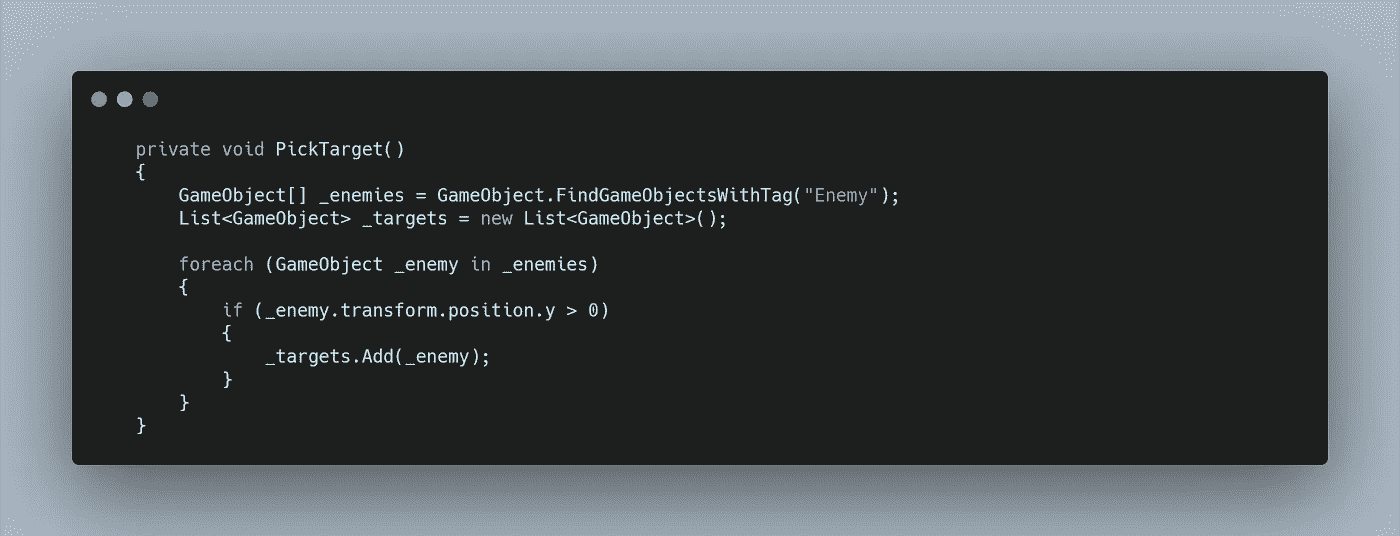 private void PickTarget()
{
    GameObject[] _enemies = GameObject.FindGameObjectsWithTag("Enemy");
    List<GameObject> _targets = new List<GameObject>();

    foreach (GameObject _enemy in _enemies)
    {
        if (_enemy.transform.position.y > 0)
        {
            _targets.Add(_enemy);
        }
    }
}